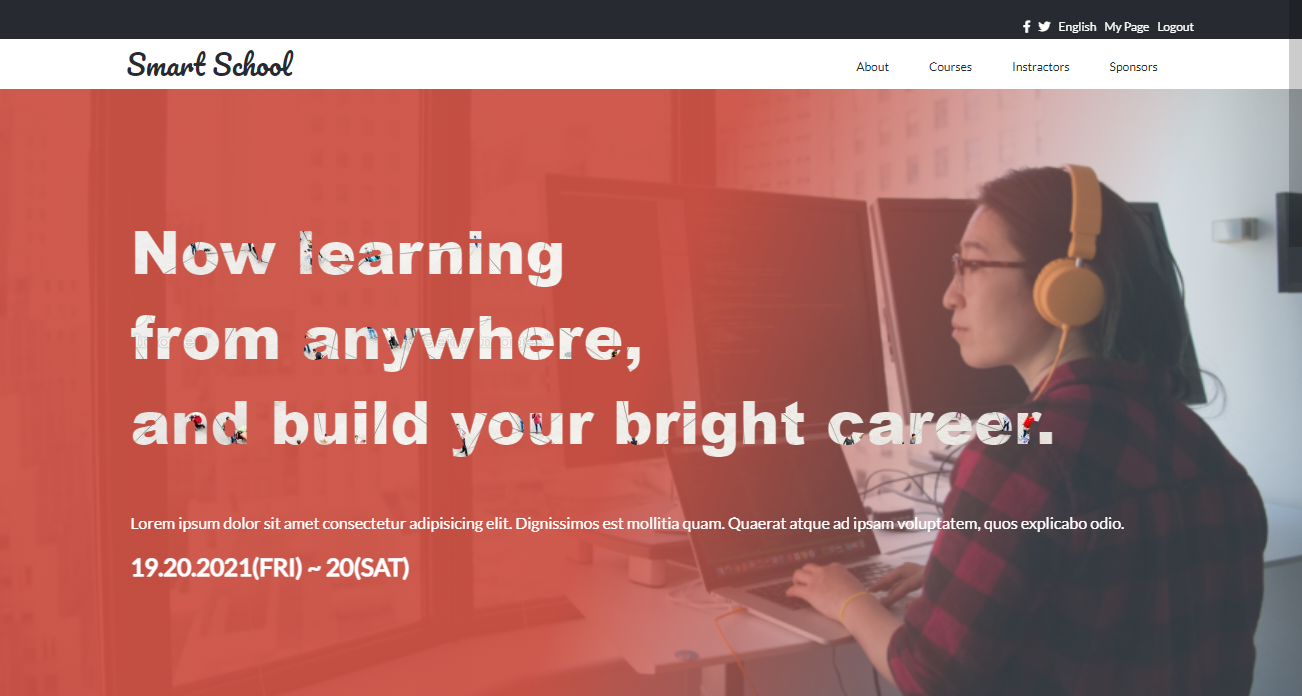 English My Page Logout
Smart School
About Courses Instractors Sponsors
Now learning
from anywhere,
and build your bright career.
Lorem ipsum dolor sit amet consectetur adipisicing elit. Dignissimos est mollitia quam. Quaerat atque ad ipsam voluptatem, quos explicabo odio.
19.20.2021(FRI) ~ 20(SAT)